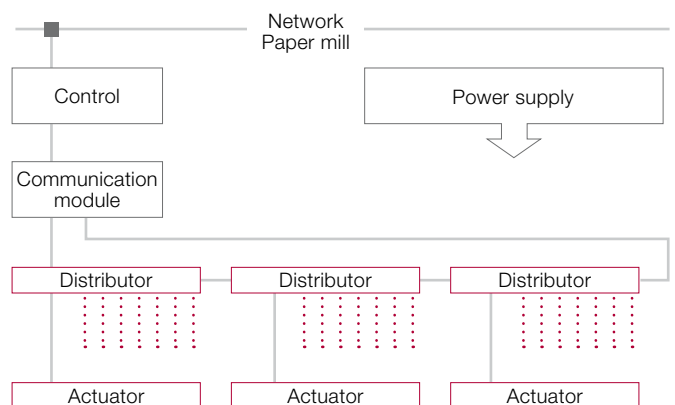 Network
Paper mill
Control
Power supply
Communication
module
Distributor
Distributor
Distributor
Actuator
Actuator
Actuator